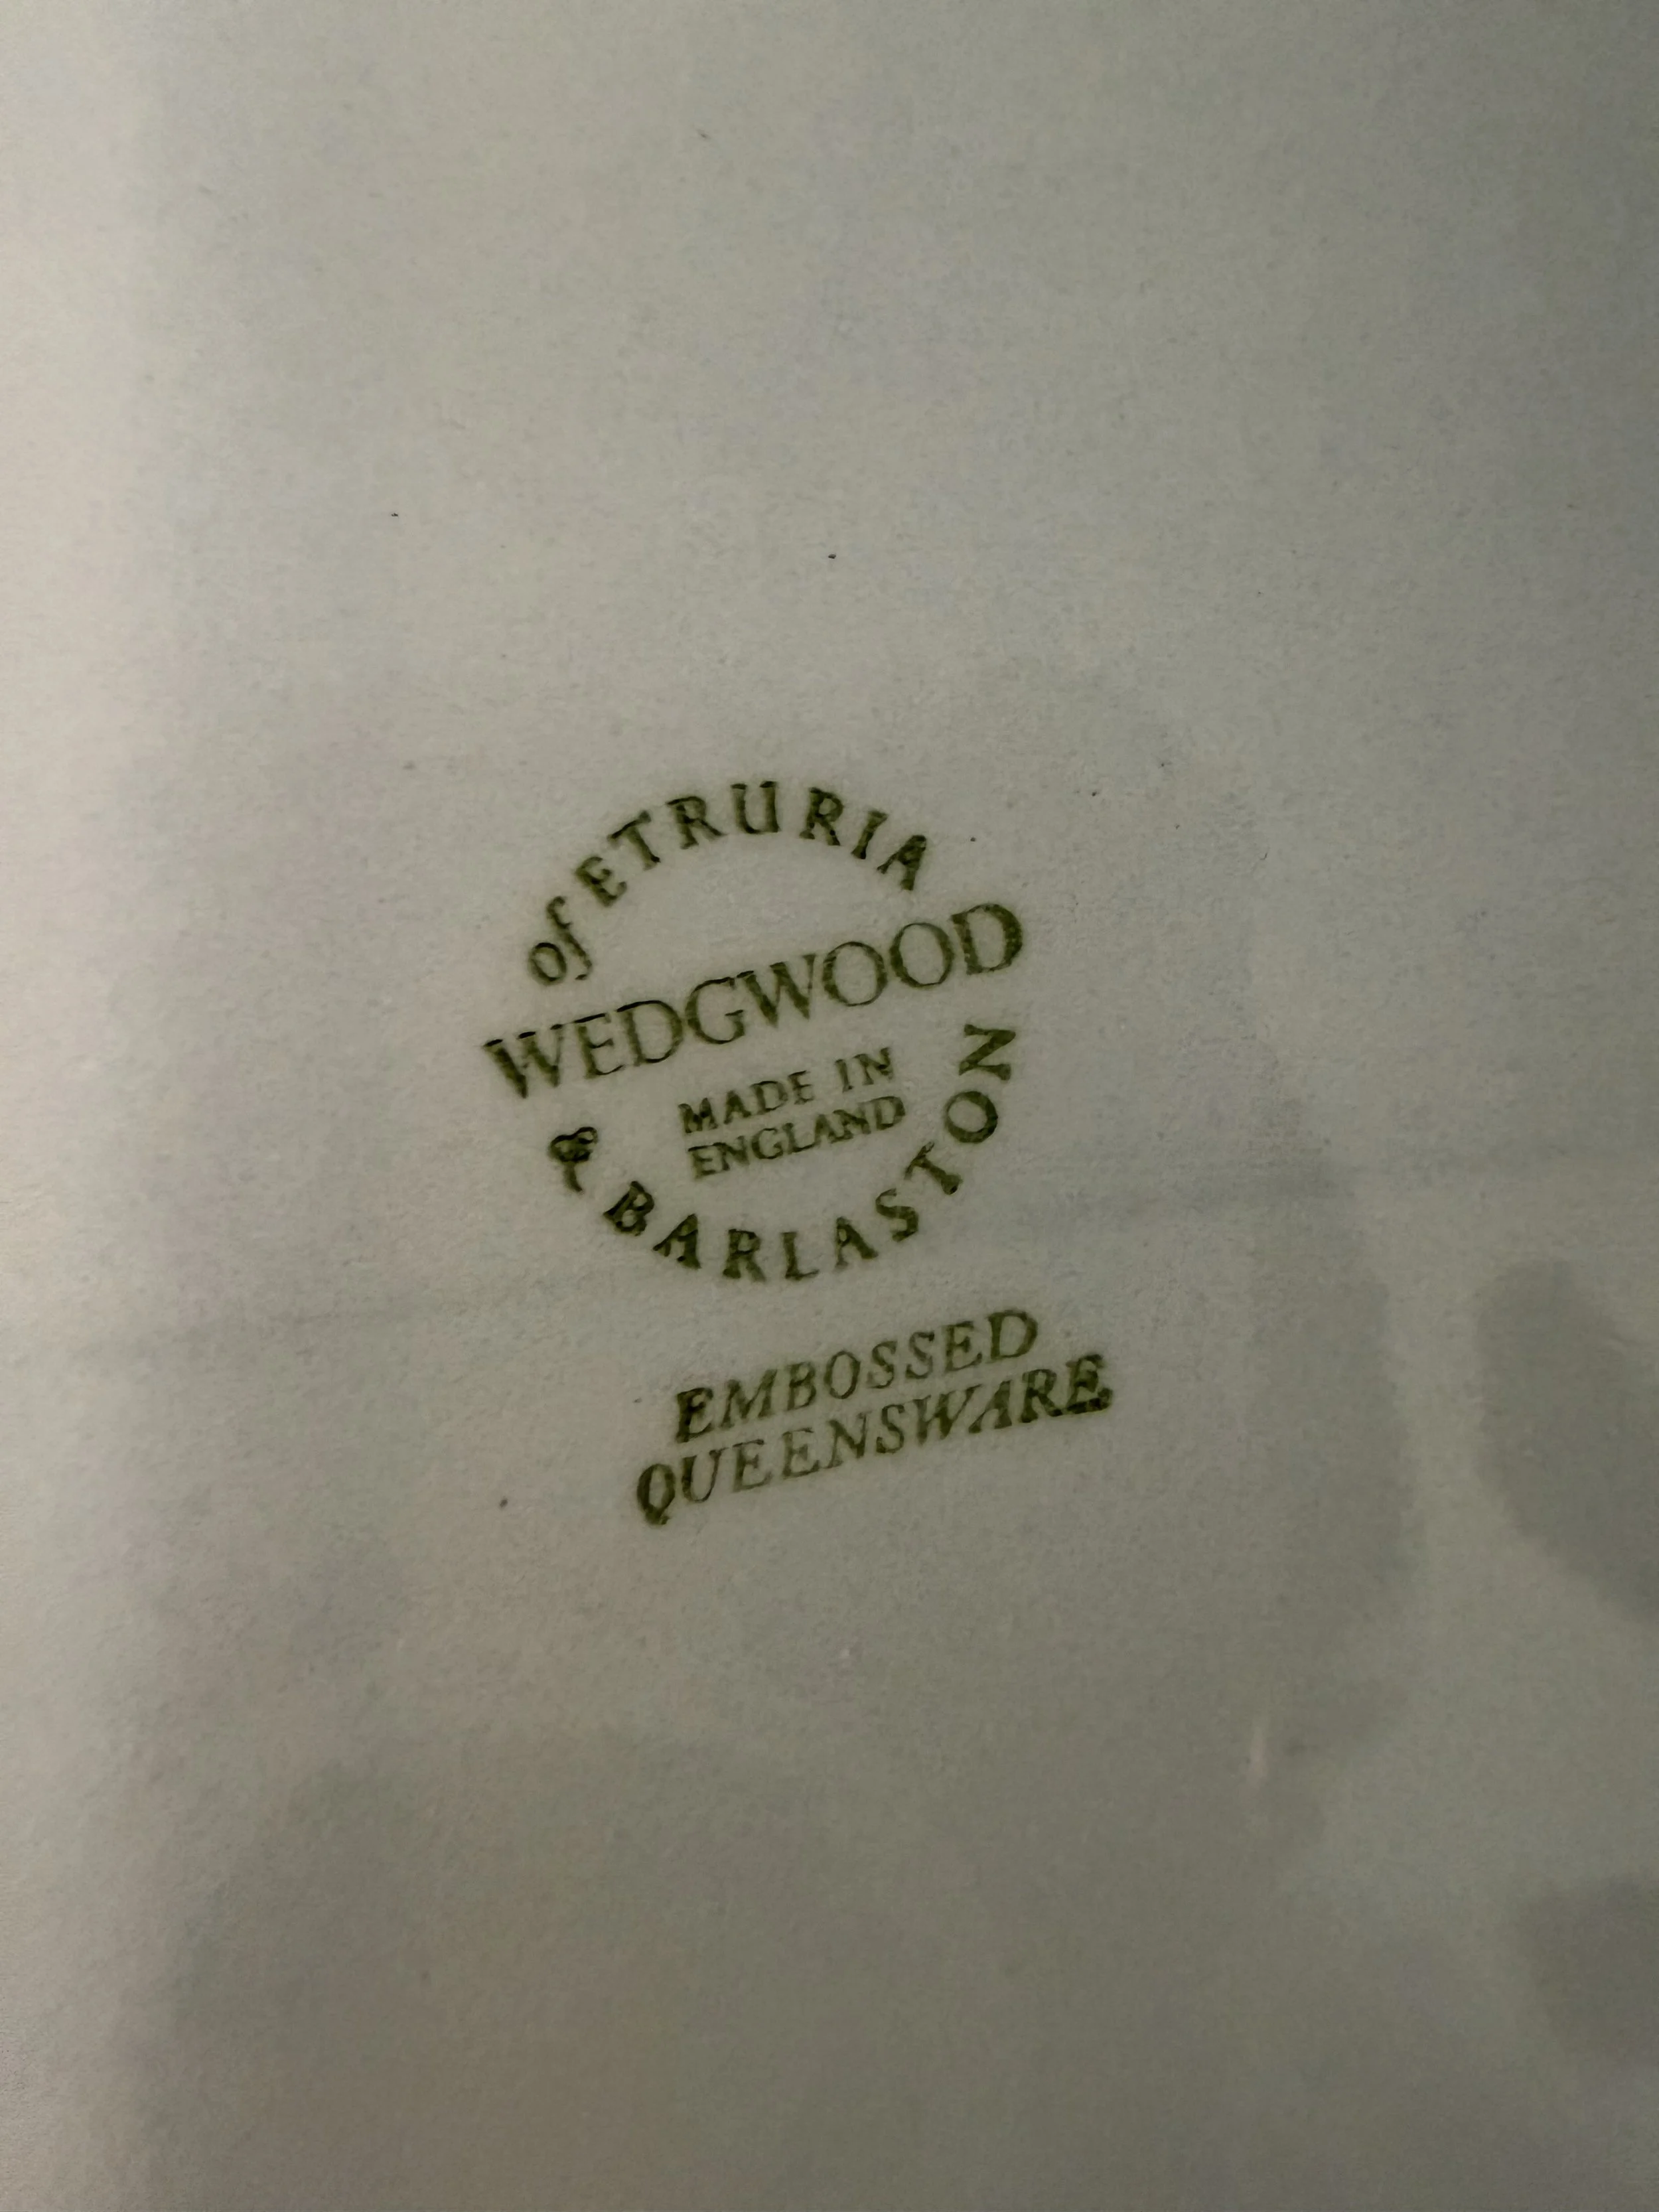 of ETRURIA
WEDGWOOD
MADE IN
ENGLAND
& BARLASTON
EMBOSSED
QUEENSWARE